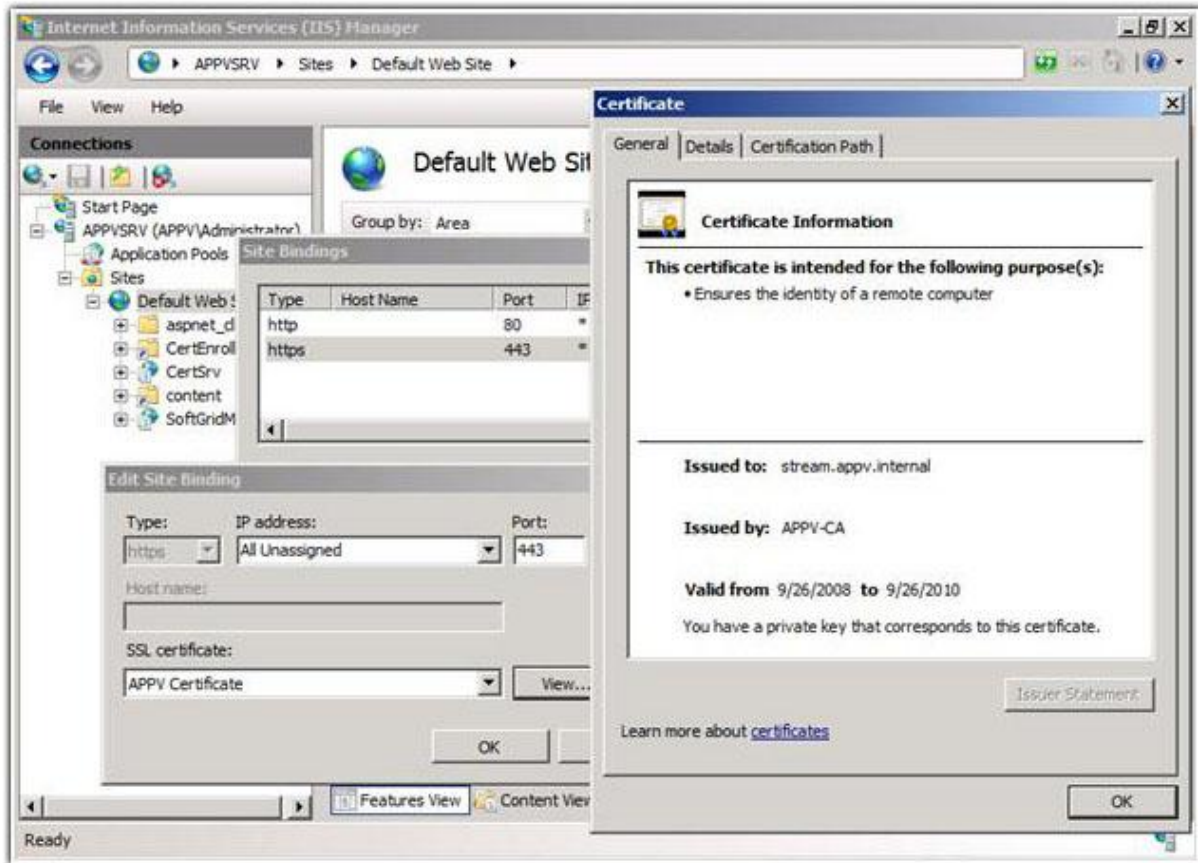 Internet Information Services (IIS) Manager
APPVSRV Sites Default Web Site
File View Help
Connections
Start Page
APPVSRV (APPV\Administrator)
Application Pools
Sites
Default Web
aspnet_cl
CertEnroll
CertSrv
content
SoftGridM
Default Web Sit
Group by: Area
Site Bindings
Type Host Name Port IP
http 80 *
https 443 *
Edit Site Binding
Type: IP address: Port:
https All Unassigned 443
Host name:
SSL certificate:
APPV Certificate View...
OK
Features View Content View
Ready
Certificate
General Details Certification Path
Certificate Information
This certificate is intended for the following purpose(s):
• Ensures the identity of a remote computer
Issued to: stream.appv.internal
Issued by: APPV-CA
Valid from 9/26/2008 to 9/26/2010
You have a private key that corresponds to this certificate.
Issuer Statement
Learn more about certificates
OK